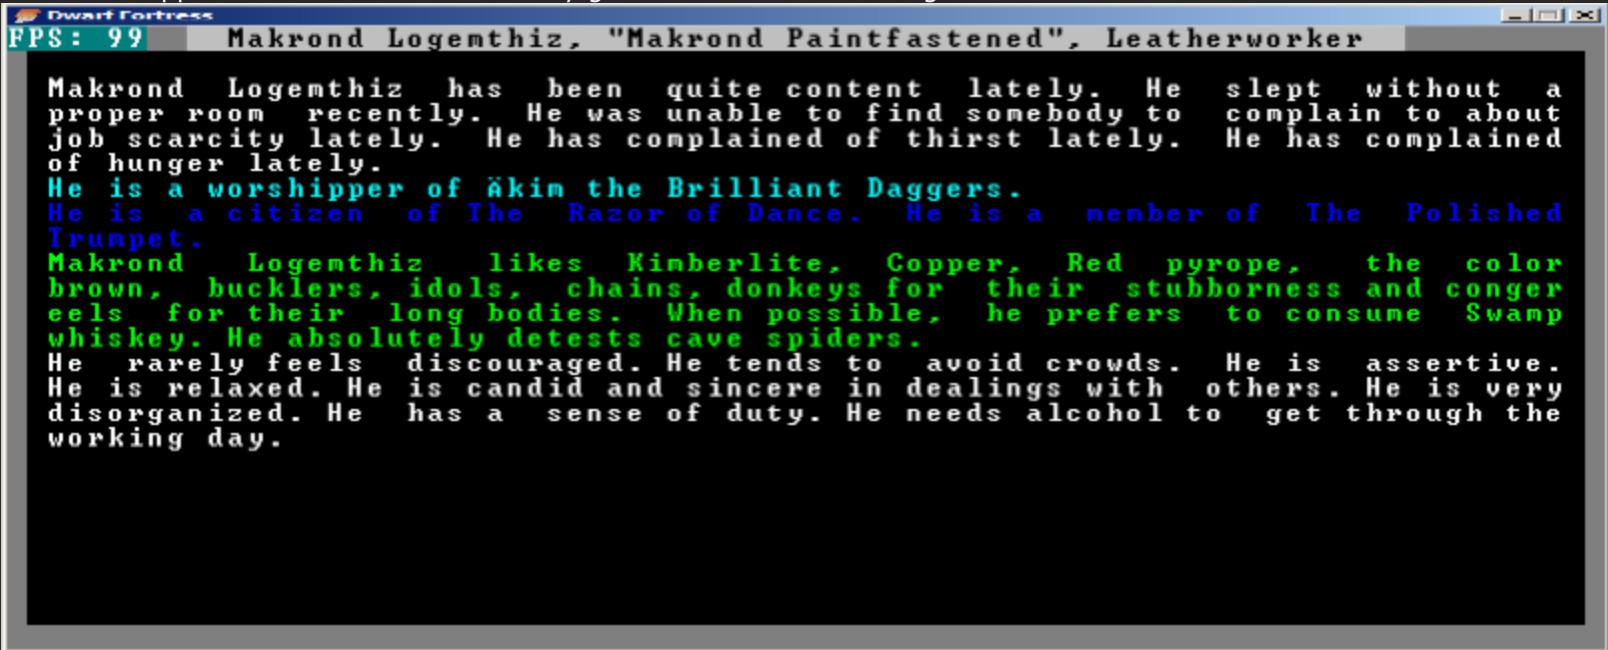 Dwarf Fortress
FPS: 99 Makrond Logemthiz, "Makrond Paintfastened", Leatherworker
Makrond Logemthiz has been quite content lately. He slept without a
proper room recently. He was unable to find somebody to complain to about
job scarcity lately. He has complained of thirst lately. He has complained
of hunger lately.
He is a worshipper of Äkim the Brilliant Daggers.
He is a citizen of The Razor of Dance. He is a member of The Polished
Trumpet.
Makrond Logemthiz likes Kimberlite, Copper, Red pyrope, the color
brown, bucklers, idols, chains, donkeys for their stubborness and conger
eels for their long bodies. When possible, he prefers to consume Swamp
whiskey. He absolutely detests cave spiders.
He rarely feels discouraged. He tends to avoid crowds. He is assertive.
He is relaxed. He is candid and sincere in dealings with others. He is very
disorganized. He has a sense of duty. He needs alcohol to get through the
working day.